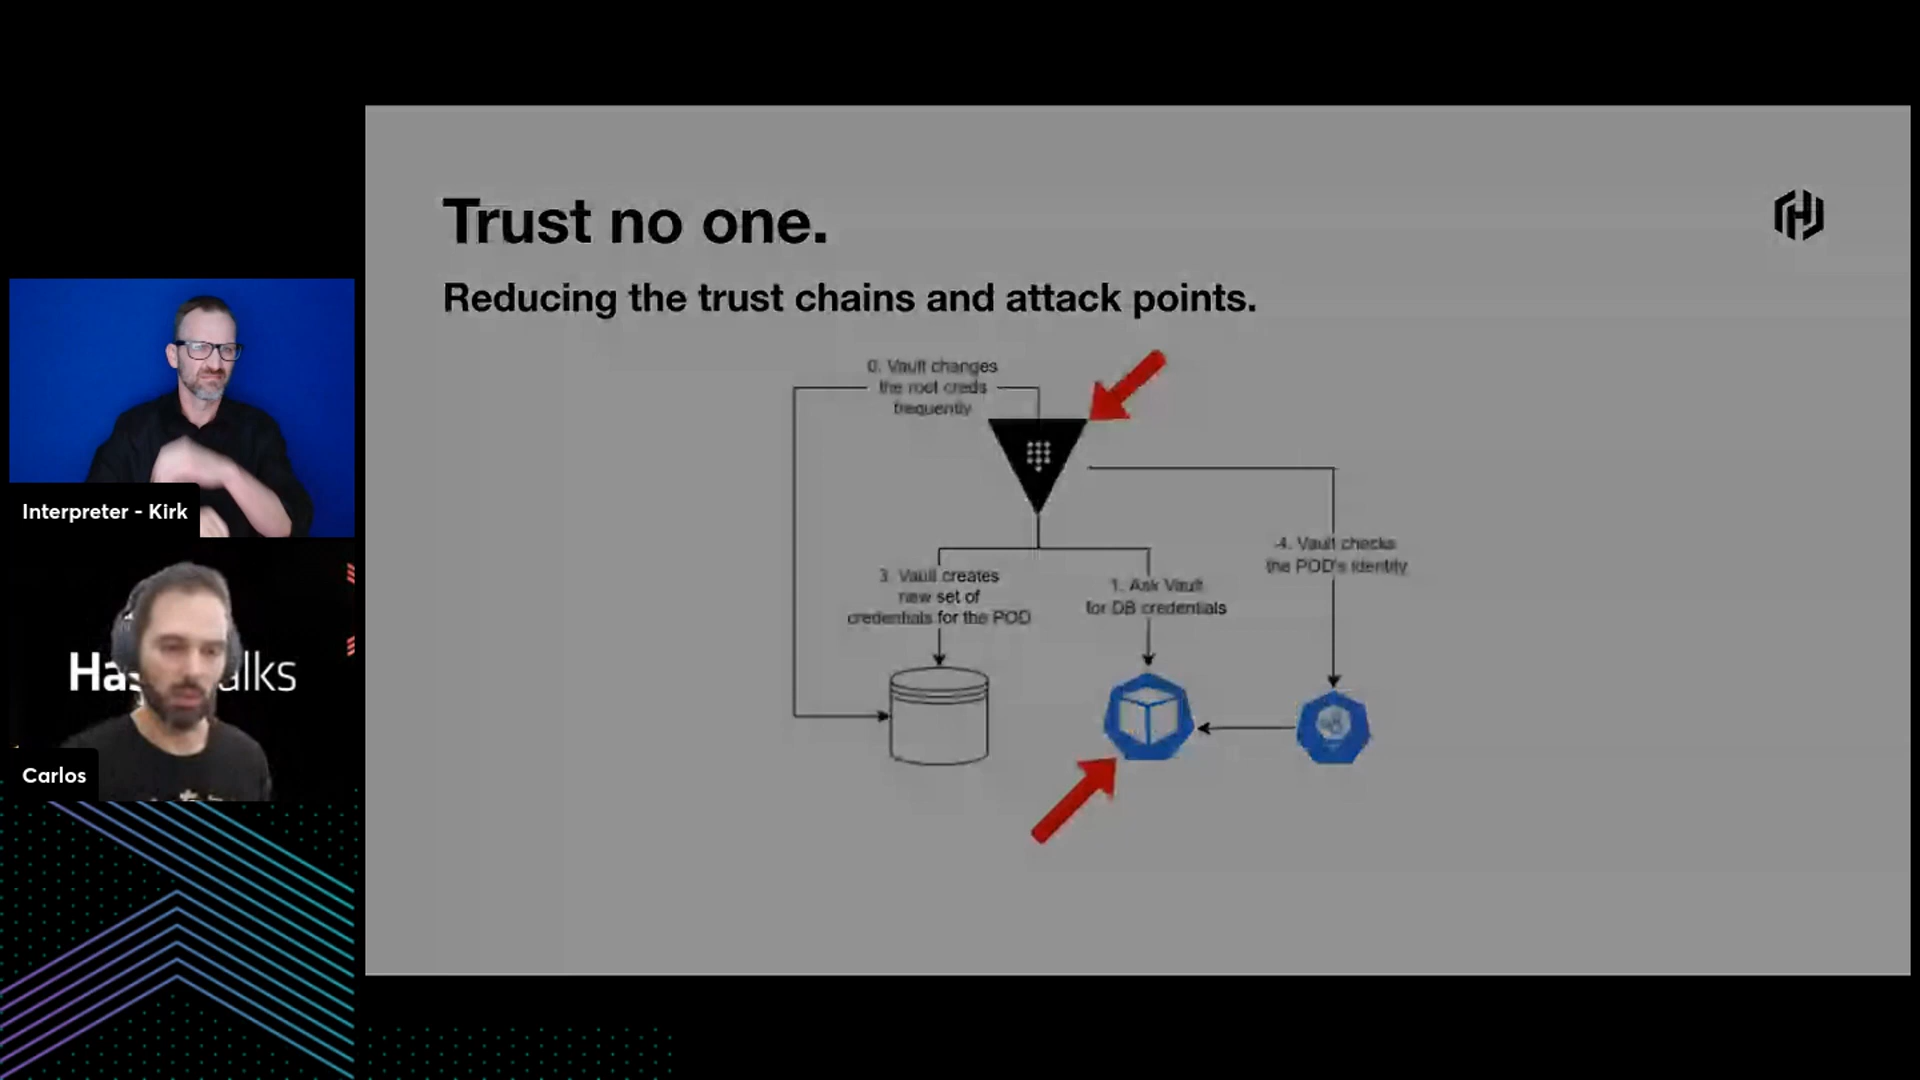 Trust no one.
Reducing the trust chains and attack points.
0. Vault changes
the root creds
frequently
-4. Vault checks
the POD's identity
3. Vault creates
new set of
credentials for the POD
1. Ask Vault
for DB credentials
Interpreter - Kirk
Ha
alks
Carlos